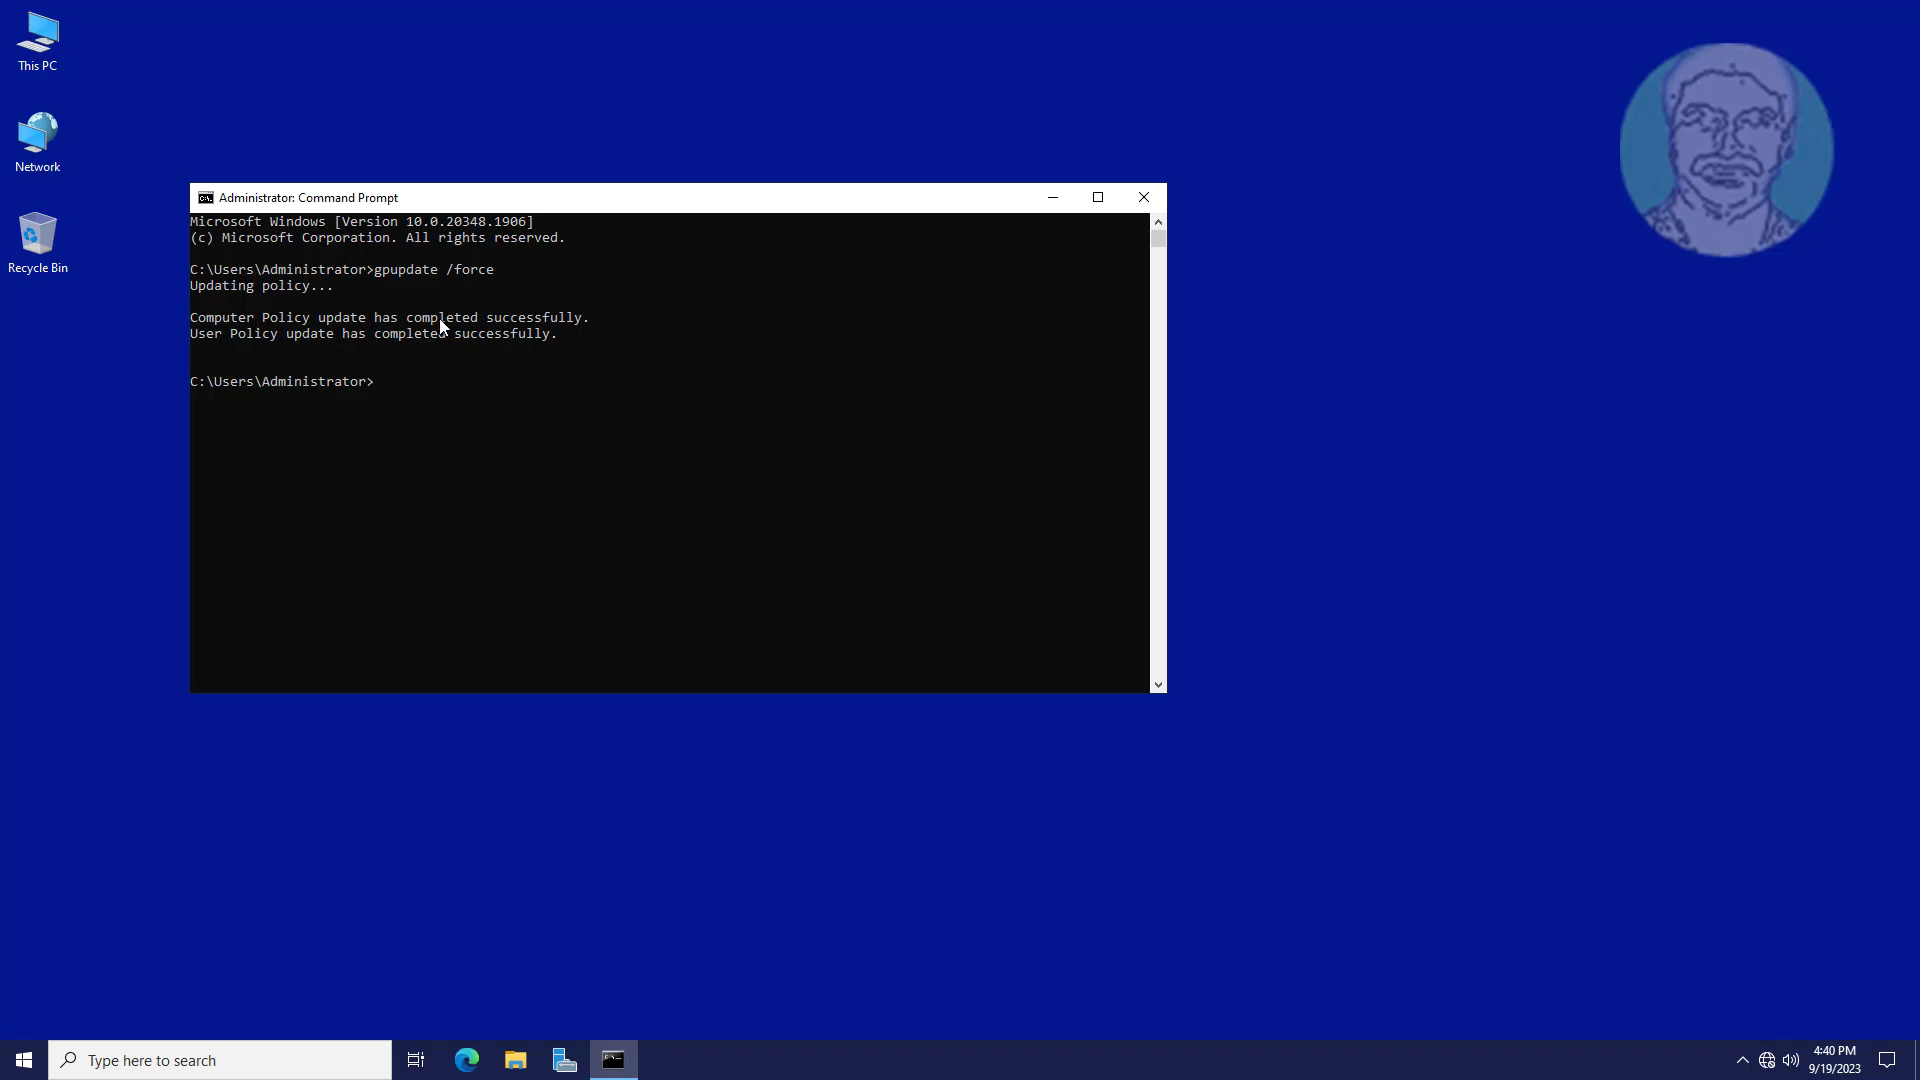 This PC
Network
Recycle Bin
Administrator: Command Prompt
Microsoft Windows [Version 10.0.20348.1906]
(c) Microsoft Corporation. All rights reserved.
C:\Users\Administrator>gpupdate /force
Updating policy...
Computer Policy update has completed successfully.
User Policy update has completed successfully.
C:\Users\Administrator>
Type here to search
4:40 PM
9/19/2023